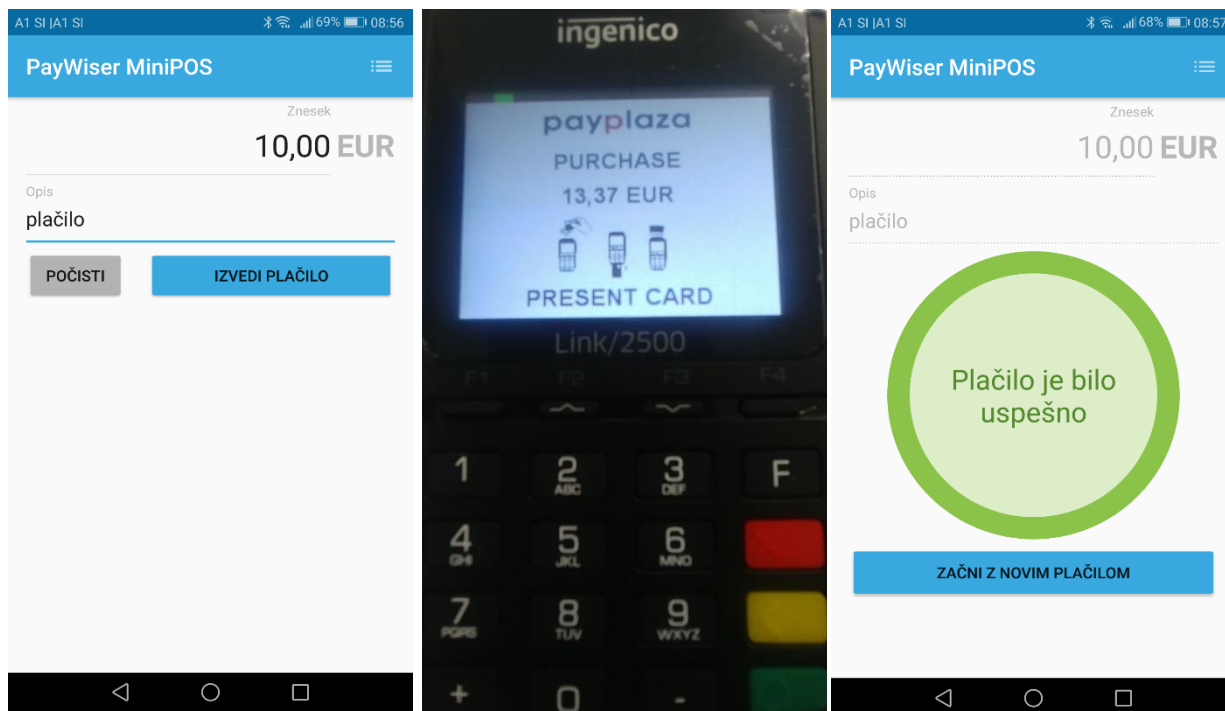 A1 SI |A1 SI 69% 08:56
PayWiser MiniPOS
Znesek
10,00 EUR
Opis
plačilo
POČISTI IZVEDI PLAČILO
ingenico
payplaza
PURCHASE
13,37 EUR
PRESENT CARD
Link/2500
F1 F2 F3 F4
1 2 3 F
ABC DEF
4 5 6
GHI JKL MNO
7 8 9
PQRS TUV WXYZ
+ 0 -
A1 SI |A1 SI 68% 08:57
PayWiser MiniPOS
Znesek
10,00 EUR
Opis
plačilo
Plačilo je bilo
uspešno
ZAČNI Z NOVIM PLAČILOM